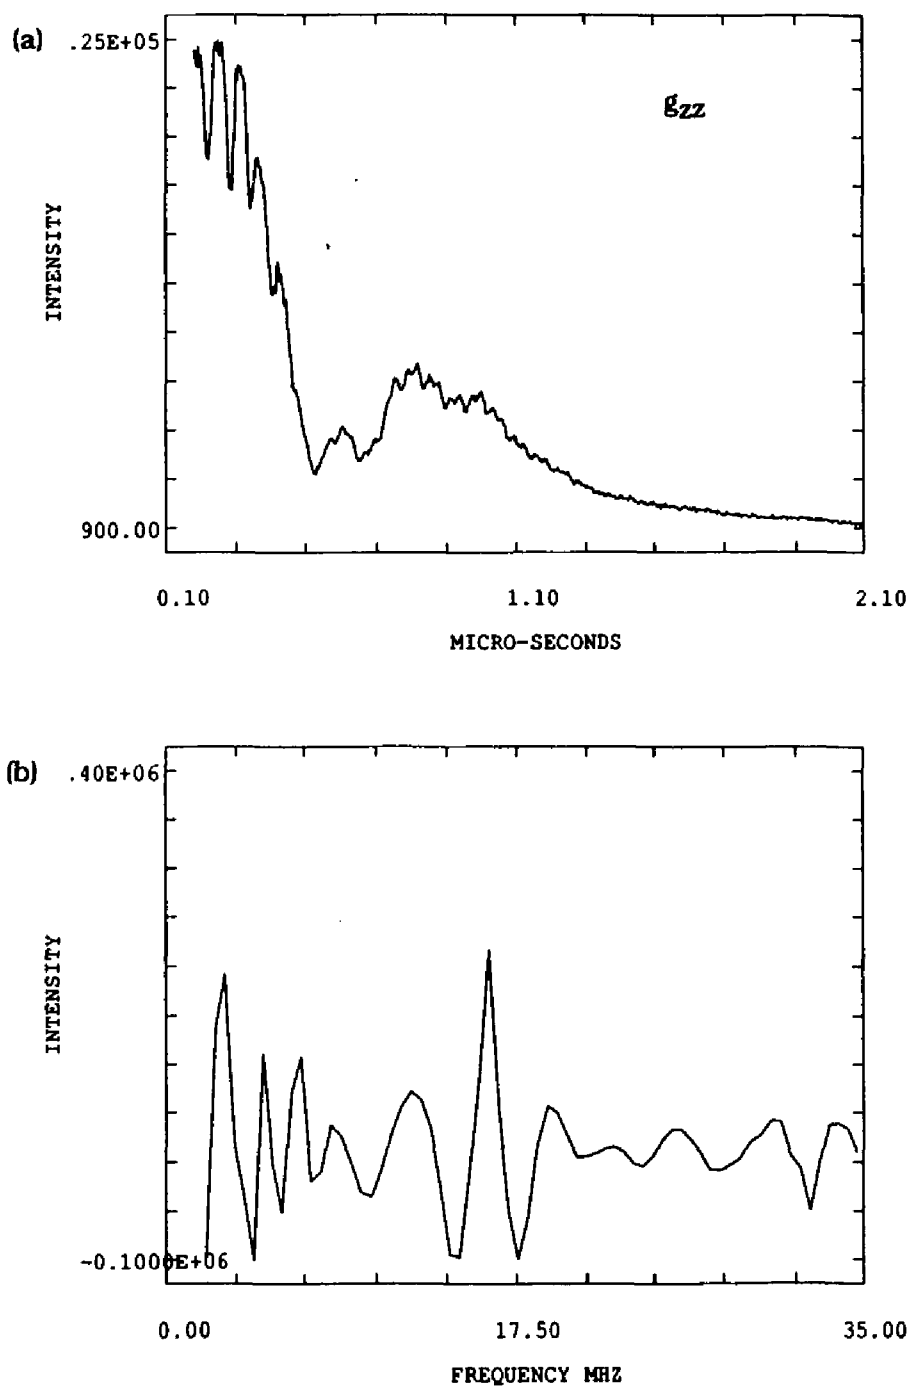 (a)
.25E+05
gzz
INTENSITY
900.00
0.10 1.10 2.10
MICRO-SECONDS
(b)
.40E+06
INTENSITY
-0.1000E+06
0.00 17.50 35.00
FREQUENCY MHZ